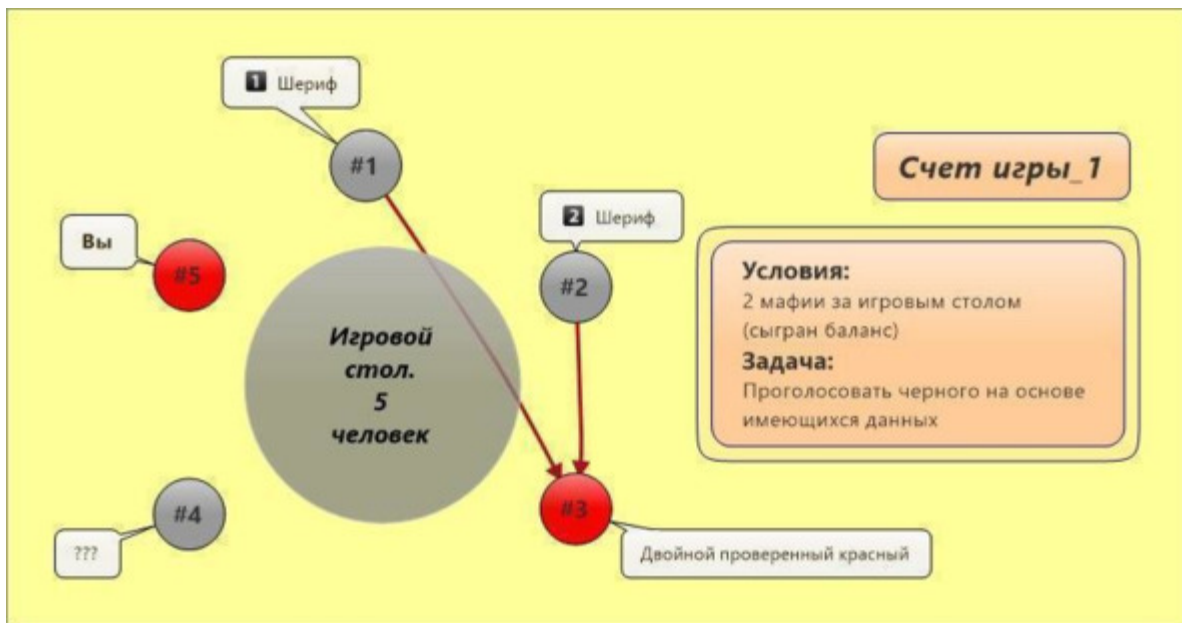 1 Шериф
#1
Счет игры_1
2 Шериф
Вы
#5
#2
Условия:
2 мафии за игровым столом
(сыгран баланс)
Задача:
Проголосовать черного на основе
имеющихся данных
Игровой
стол.
5
человек
#4
#3
???
Двойной проверенный красный